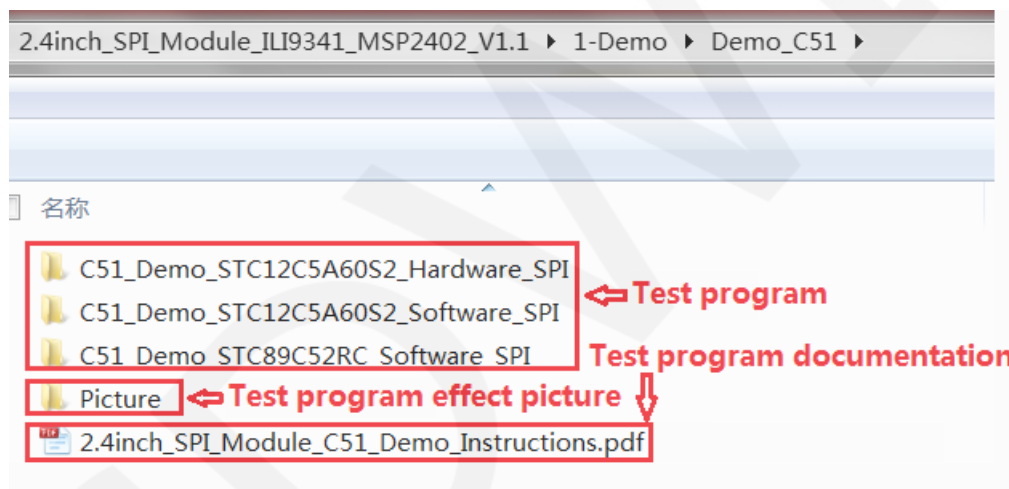 2.4inch_SPI_Module_ILI9341_MSP2402_V1.1 ▸ 1-Demo ▸ Demo_C51 ▸
名称
C51_Demo_STC12C5A60S2_Hardware_SPI
Test program
C51_Demo_STC12C5A60S2_Software_SPI
C51_Demo_STC89C52RC_Software_SPI
Test program documentation
Picture
Test program effect picture
2.4inch_SPI_Module_C51_Demo_Instructions.pdf